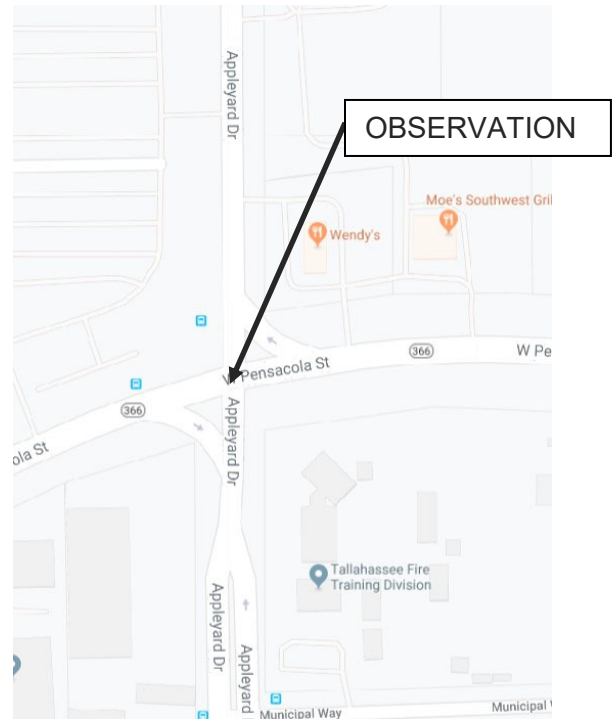 Appleyard Dr
OBSERVATION
Moe's Southwest Gril
Wendy's
366
W Pe
W Pensacola St
366
ola St
Appleyard Dr
Tallahassee Fire
Training Division
Appleyard Dr
Appleyard
Municipal Way
Municipal